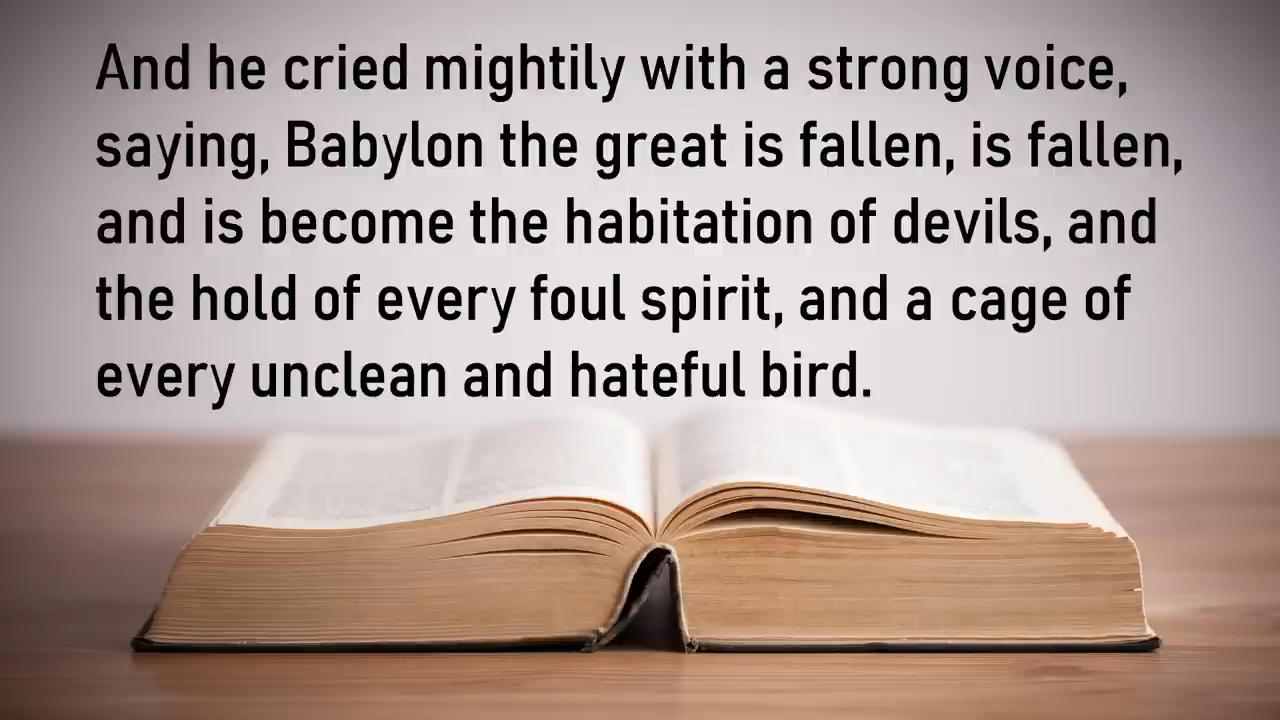 And he cried mightily with a strong voice,
saying, Babylon the great is fallen, is fallen,
and is become the habitation of devils, and
the hold of every foul spirit, and a cage of
every unclean and hateful bird.